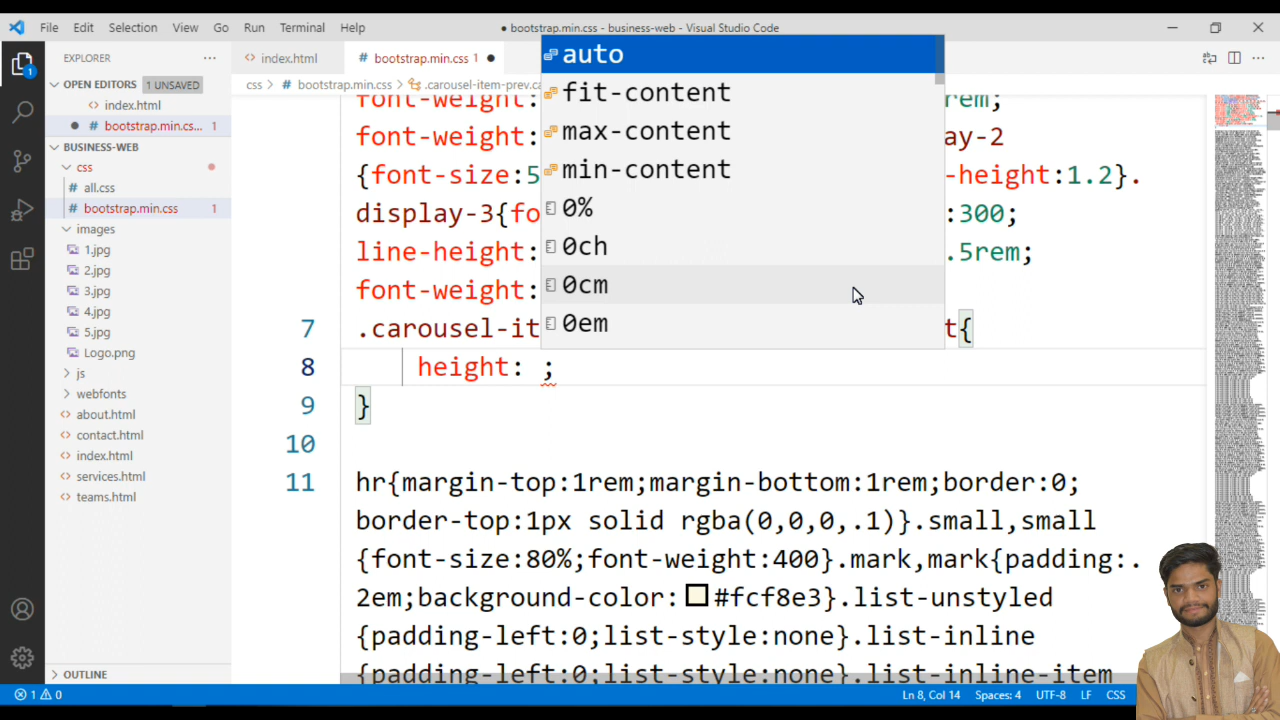 File Edit Selection View Go Run Terminal Help
● bootstrap.min.css - business-web - Visual Studio Code
EXPLORER
OPEN EDITORS 1 UNSAVED
index.html
bootstrap.min.cs... 1
BUSINESS-WEB
css
all.css
bootstrap.min.css 1
images
1.jpg
2.jpg
3.jpg
4.jpg
5.jpg
Logo.png
js
webfonts
about.html
contact.html
index.html
services.html
teams.html
OUTLINE
index.html
bootstrap.min.css 1
css > # bootstrap.min.css > .carousel-item-prev.ca
auto
fit-content
max-content
min-content
0%
0ch
0cm
0em
font-weight: rem;
font-weight: ay-2
{font-size:5 -height:1.2}.
display-3{fo :300;
line-height: .5rem;
font-weight:
7 .carousel-it t{
8 height: ;
9 }
10
11 hr{margin-top:1rem;margin-bottom:1rem;border:0;
border-top:1px solid rgba(0,0,0,.1)}.small,small
{font-size:80%;font-weight:400}.mark,mark{padding:.
2em;background-color:#fcf8e3}.list-unstyled
{padding-left:0;list-style:none}.list-inline
{padding-left:0;list-style:none}.list-inline-item
1 0
Ln 8, Col 14 Spaces: 4 UTF-8 LF CSS